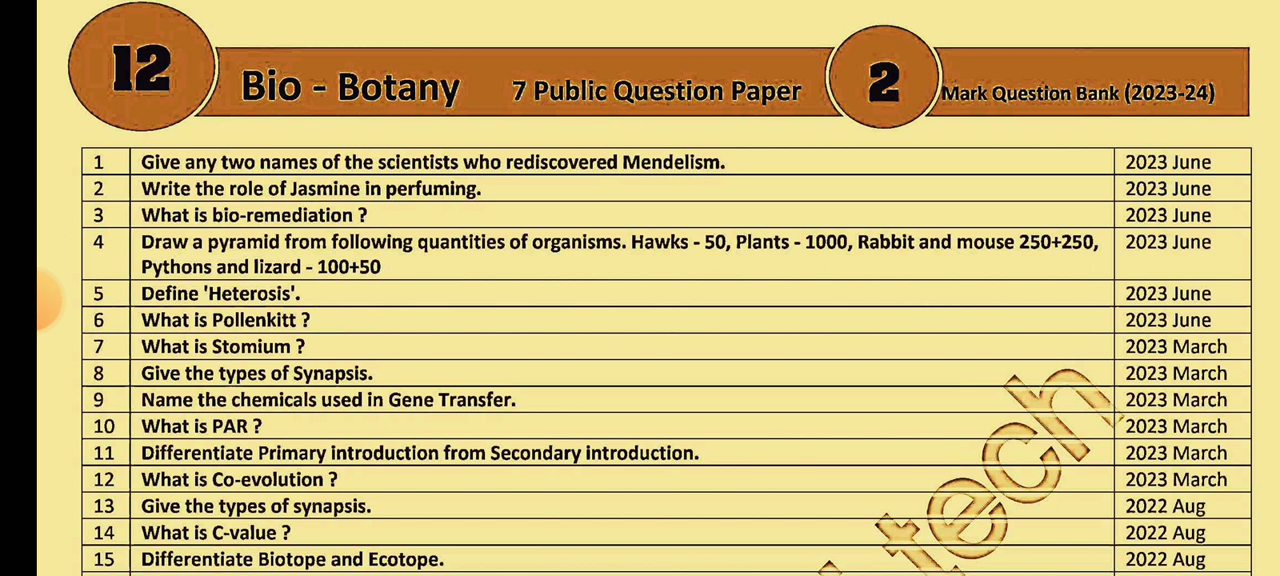 12 Bio - Botany 7 Public Question Paper 2 Mark Question Bank (2023-24)
1 Give any two names of the scientists who rediscovered Mendelism. 2023 June
2 Write the role of Jasmine in perfuming. 2023 June
3 What is bio-remediation ? 2023 June
4 Draw a pyramid from following quantities of organisms. Hawks - 50, Plants - 1000, Rabbit and mouse 250+250, 2023 June
Pythons and lizard - 100+50
5 Define 'Heterosis'. 2023 June
6 What is Pollenkitt ? 2023 June
7 What is Stomium ? 2023 March
8 Give the types of Synapsis. 2023 March
9 Name the chemicals used in Gene Transfer. 2023 March
10 What is PAR ? 2023 March
11 Differentiate Primary introduction from Secondary introduction. 2023 March
12 What is Co-evolution ? 2023 March
13 Give the types of synapsis. 2022 Aug
14 What is C-value ? 2022 Aug
15 Differentiate Biotope and Ecotope. 2022 Aug
tech